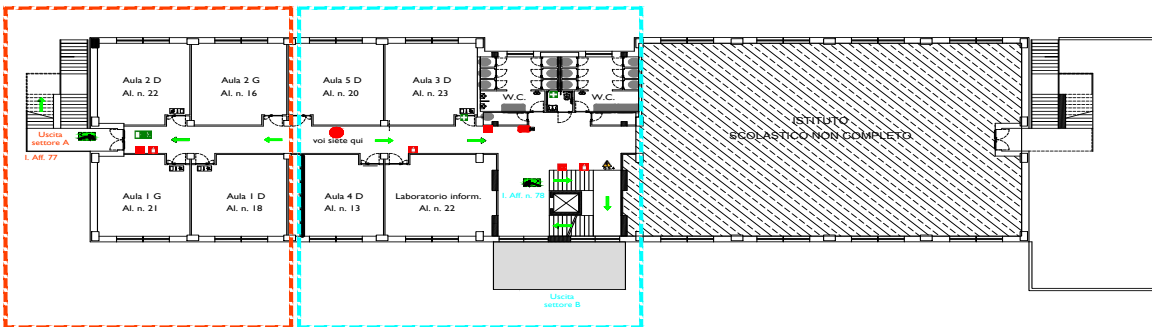 Aula 2 D
Al. n. 22
Aula 2 G
Al. n. 16
Aula 5 D
Al. n. 20
Aula 3 D
Al. n. 23
W.C.
W.C.
ISTITUTO
SCOLASTICO NON COMPLETO
Uscita
settore A
I. Aff. 77
voi siete qui
Aula 1 G
Al. n. 21
Aula 1 D
Al. n. 18
Aula 4 D
Al. n. 13
Laboratorio inform.
Al. n. 22
I. Aff. n. 78
Uscita
settore B